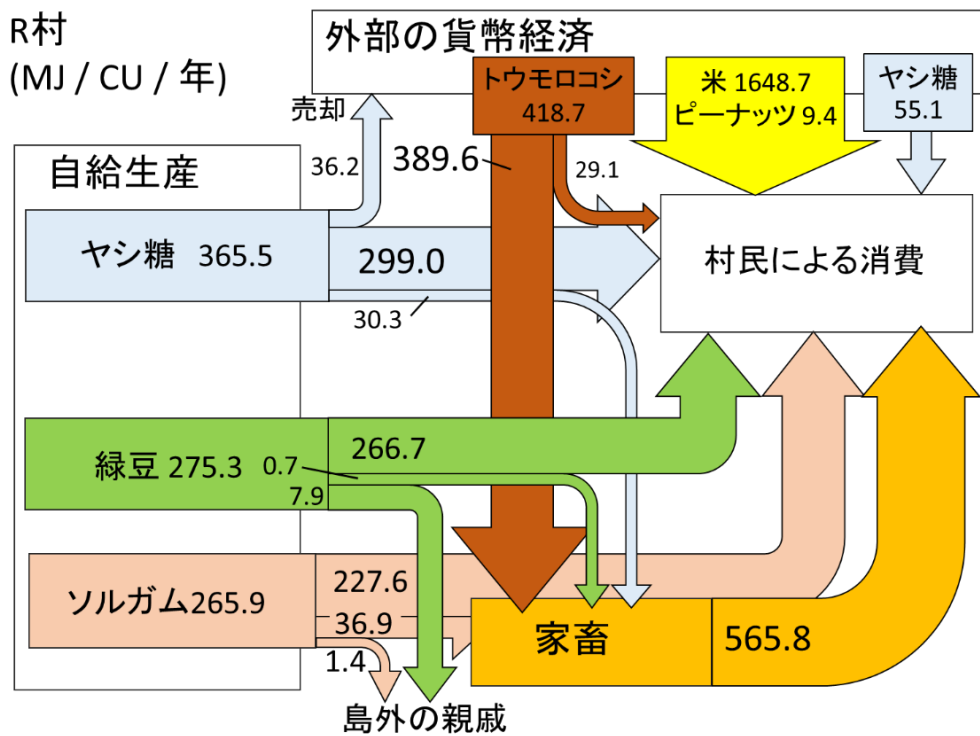 R村
(MJ / CU / 年)
外部の貨幣経済
トウモロコシ
418.7
米 1648.7
ピーナッツ 9.4
ヤシ糖
55.1
売却
36.2
389.6
29.1
自給生産
ヤシ糖 365.5
299.0
30.3
村民による消費
緑豆 275.3
0.7
7.9
266.7
ソルガム265.9
227.6
36.9
1.4
家畜
565.8
島外の親戚